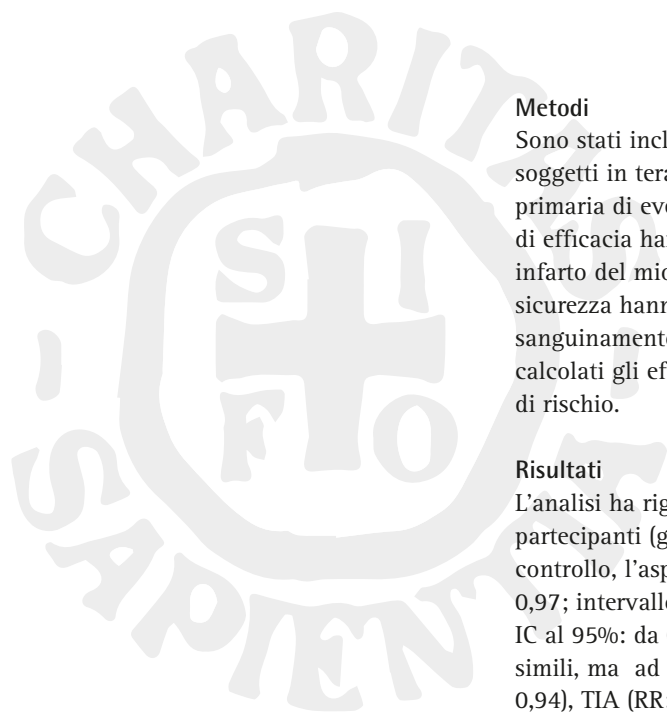 CHARITAS
SAPIENTIA
S I
F O
Metodi
Sono stati incl
soggetti in tera
primaria di eve
di efficacia ha
infarto del mio
sicurezza hann
sanguinamento
calcolati gli ef
di rischio.
Risultati
L’analisi ha rig
partecipanti (g
controllo, l’asp
0,97; intervallo
IC al 95%: da
simili, ma ad
0,94), TIA (RR